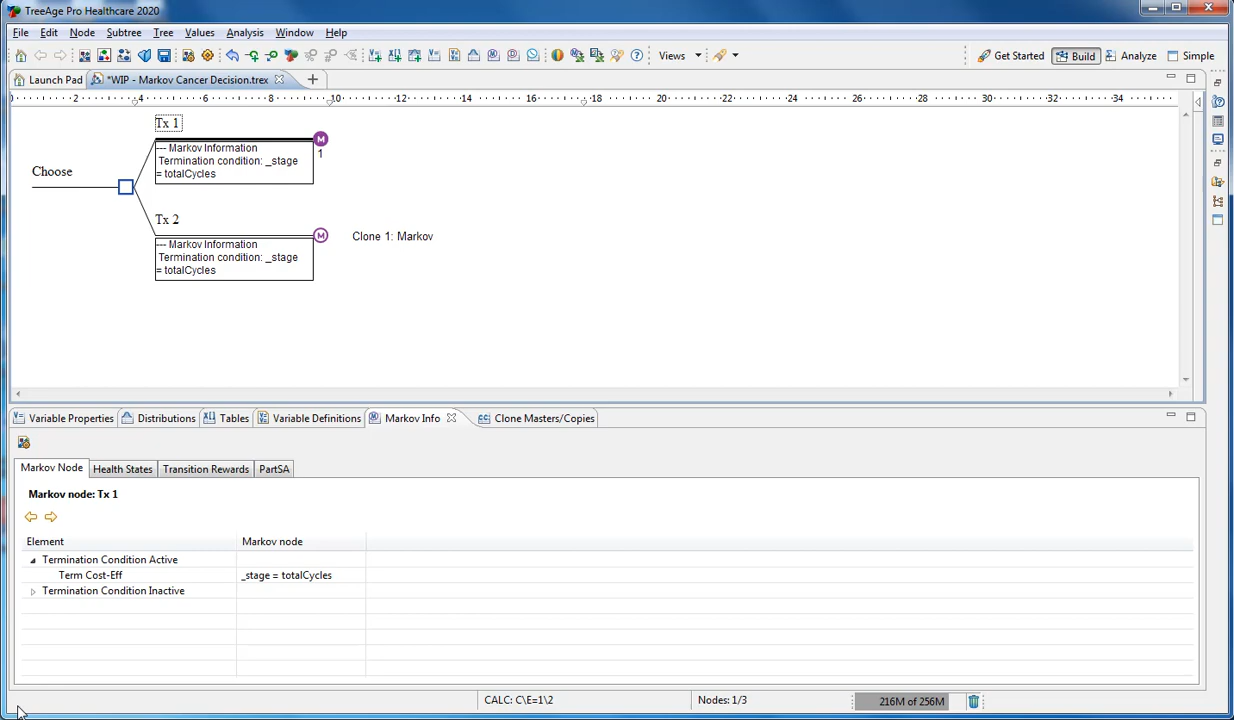 TreeAge Pro Healthcare 2020
File Edit Node Subtree Tree Values Analysis Window Help
Views Get Started Build Analyze Simple
Launch Pad *WIP - Markov Cancer Decision.trex
2 4 6 8 10 12 14 16 18 20 22 24 26 28 30 32 34
Tx 1
M
--- Markov Information
Termination condition: _stage
= totalCycles
1
Choose
Tx 2
M
Clone 1: Markov
--- Markov Information
Termination condition: _stage
= totalCycles
Variable Properties Distributions Tables Variable Definitions Markov Info Clone Masters/Copies
Markov Node Health States Transition Rewards PartSA
Markov node: Tx 1
Element Markov node
Termination Condition Active
Term Cost-Eff _stage = totalCycles
Termination Condition Inactive
CALC: C\E=1\2 Nodes: 1/3 216M of 256M